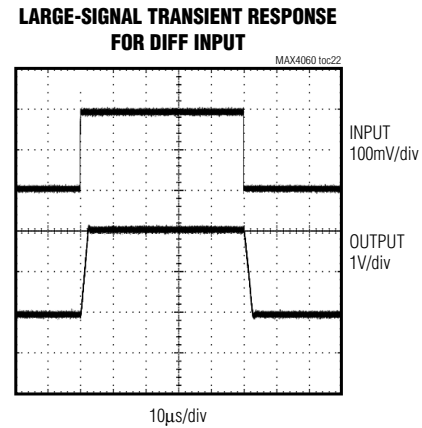 LARGE-SIGNAL TRANSIENT RESPONSE
FOR DIFF INPUT
MAX4060 toc22
INPUT
100mV/div
OUTPUT
1V/div
10μs/div